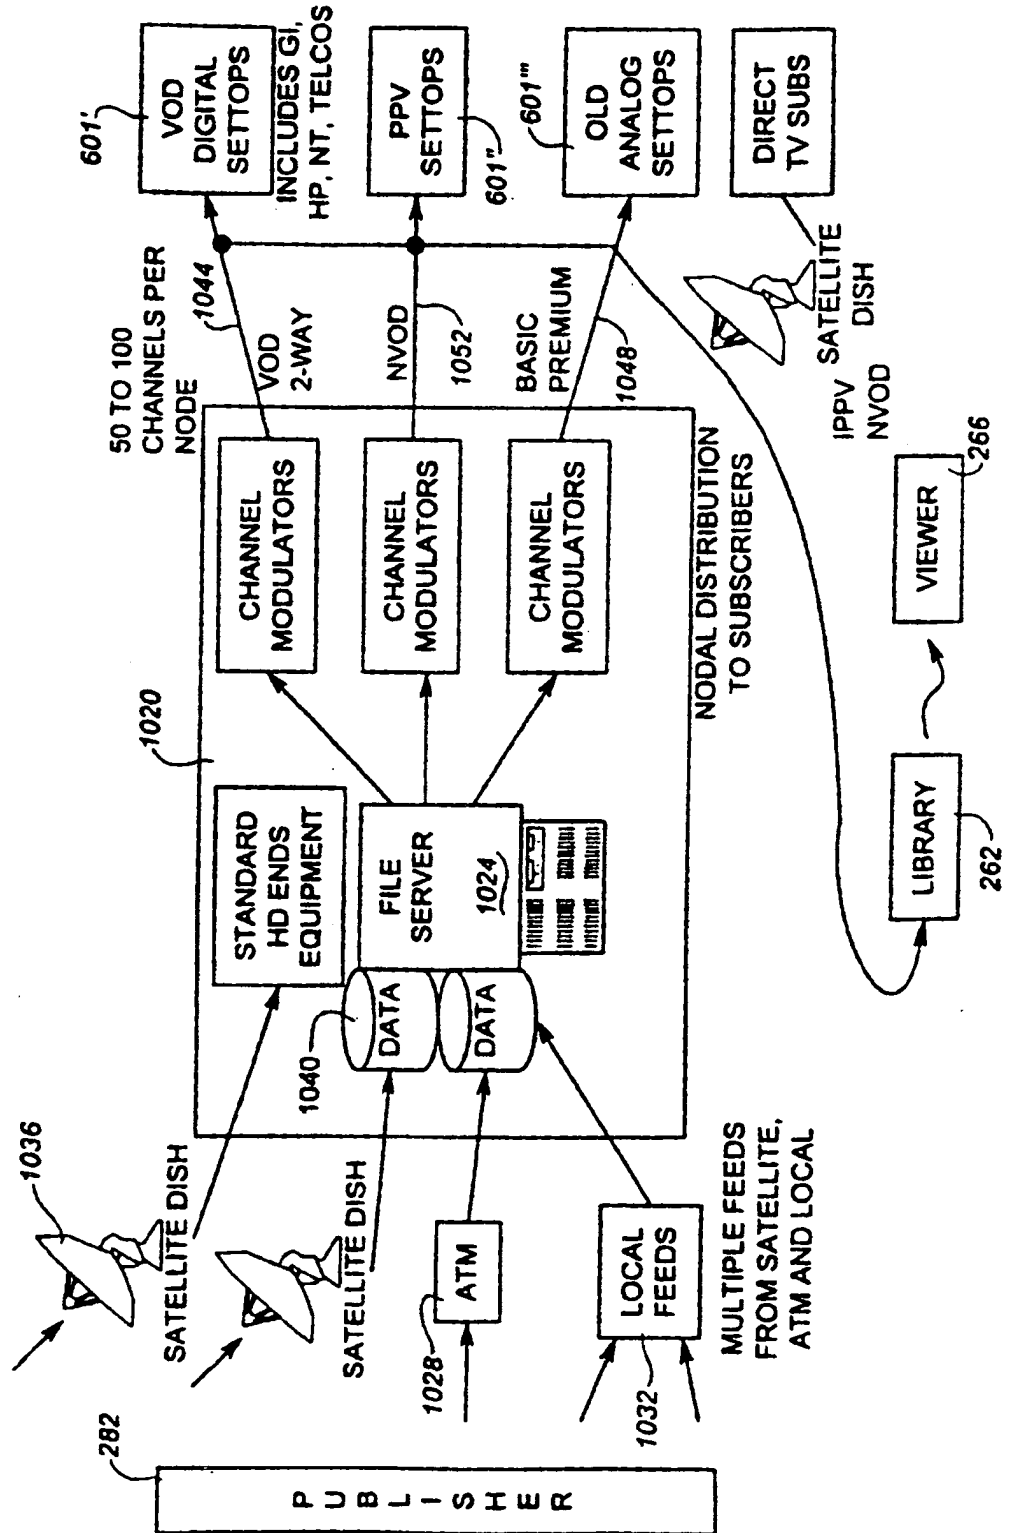 282
P U B L I S H E R
1036
SATELLITE DISH
SATELLITE DISH
1028
ATM
1032
LOCAL
FEEDS
MULTIPLE FEEDS
FROM SATELLITE,
ATM AND LOCAL
1020
STANDARD
HD ENDS
EQUIPMENT
1040
DATA
DATA
FILE
SERVER
1024
CHANNEL
MODULATORS
CHANNEL
MODULATORS
CHANNEL
MODULATORS
NODAL DISTRIBUTION
TO SUBSCRIBERS
50 TO 100
CHANNELS PER
NODE
1044
VOD
2-WAY
NVOD
1052
BASIC
PREMIUM
1048
601'
VOD
DIGITAL
SETTOPS
INCLUDES GI,
HP, NT, TELCOS
PPV
SETTOPS
601"
601'''
OLD
ANALOG
SETTOPS
DIRECT
TV SUBS
SATELLITE
DISH
IPPV
NVOD
LIBRARY
262
VIEWER
266